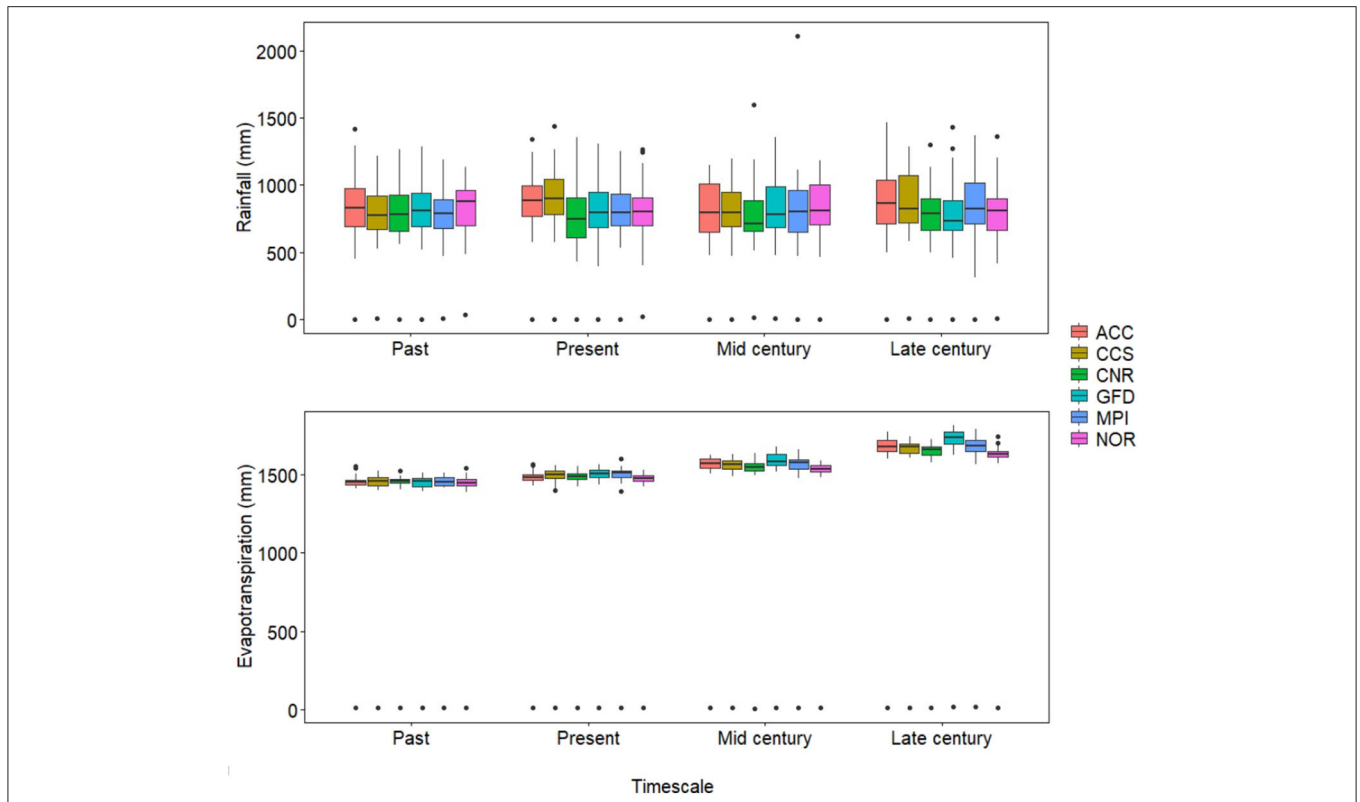 Rainfall (mm)
2000
1500
1000
500
0
Past Present Mid century Late century
Evapotranspiration (mm)
1500
1000
500
0
Past Present Mid century Late century
Timescale
ACC
CCS
CNR
GFD
MPI
NOR